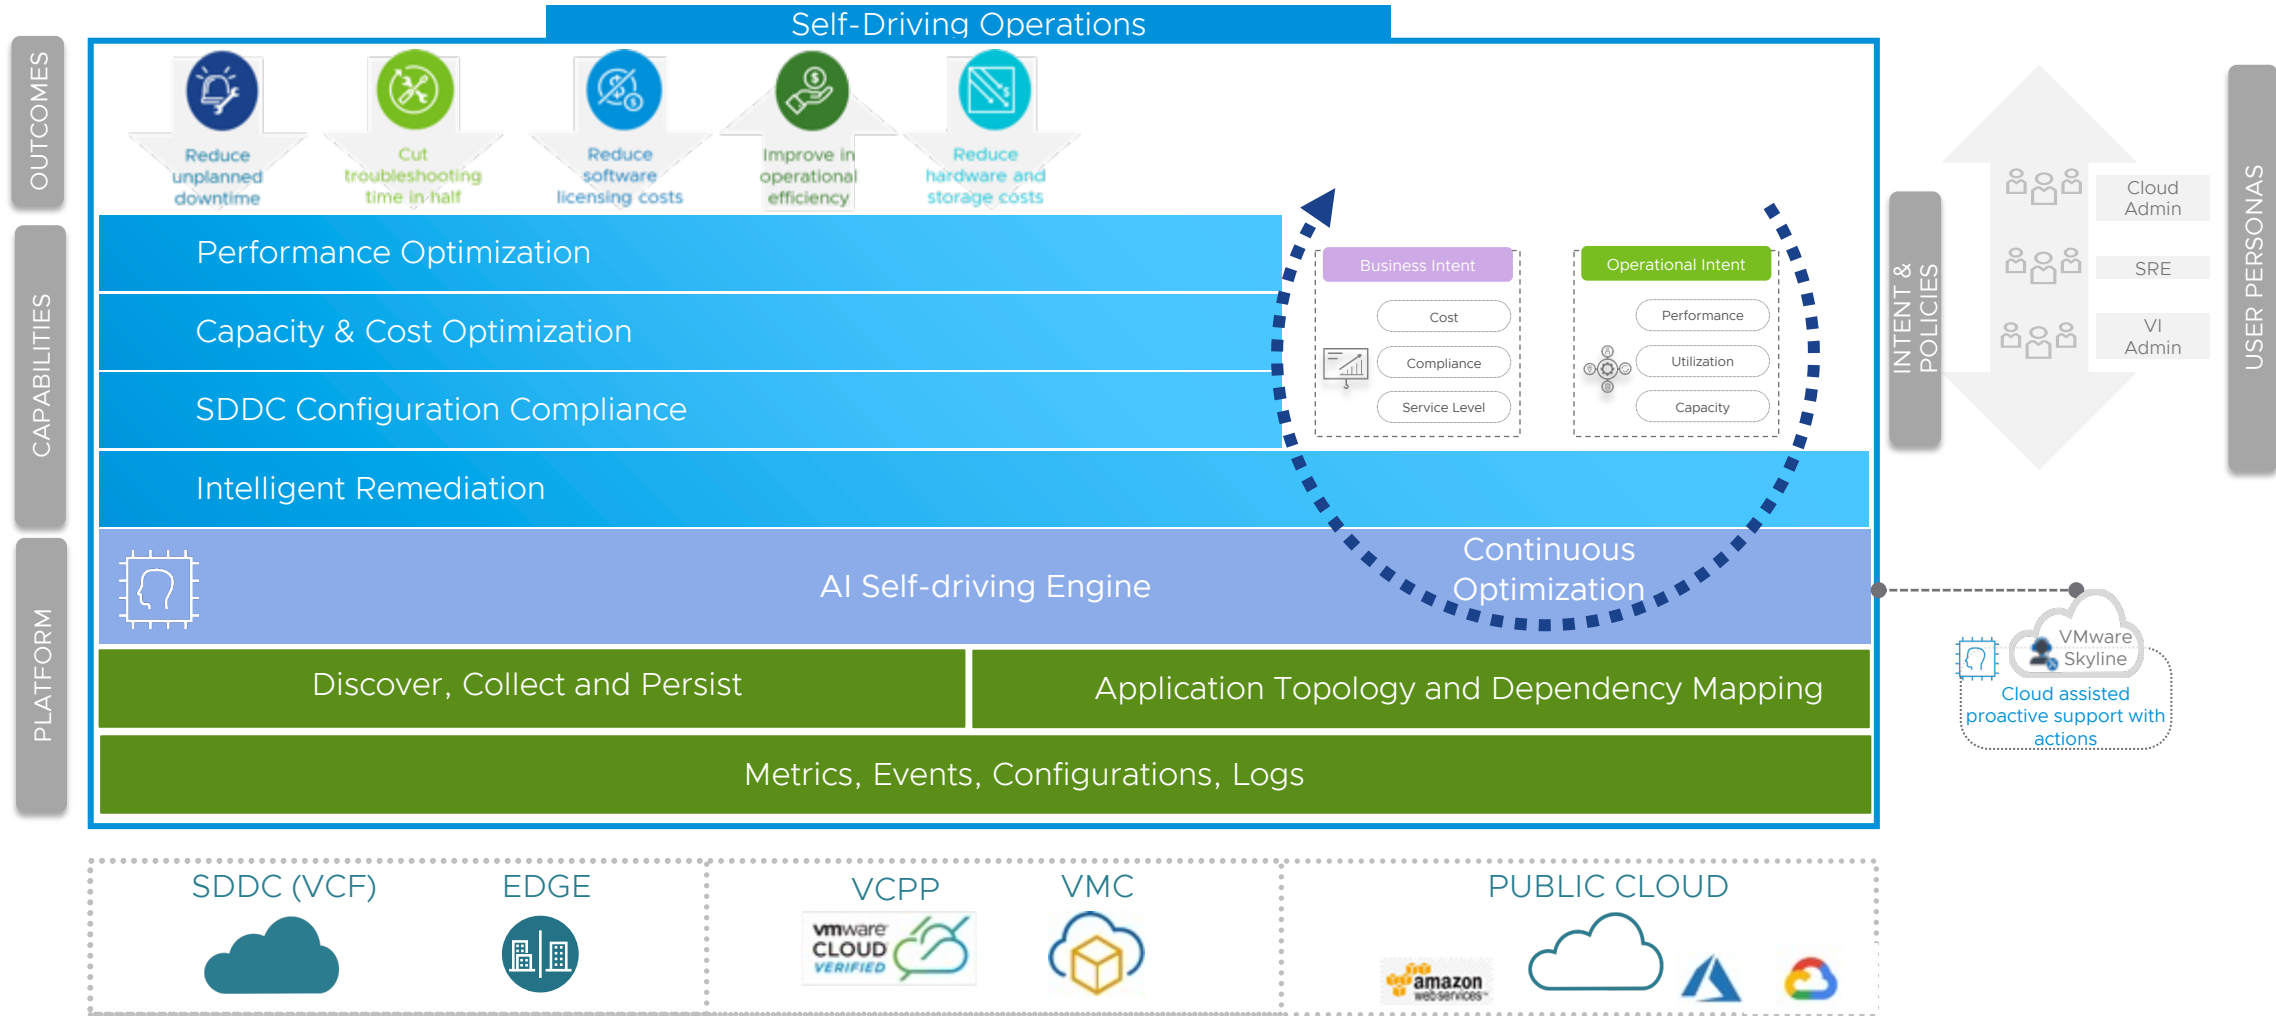 Self-Driving Operations
OUTCOMES
Reduce
unplanned
downtime
Cut
troubleshooting
time in half
Reduce
software
licensing costs
Improve in
operational
efficiency
Reduce
hardware and
storage costs
CAPABILITIES
Performance Optimization
Capacity & Cost Optimization
SDDC Configuration Compliance
Intelligent Remediation
Business Intent
Cost
Compliance
Service Level
Operational Intent
Performance
Utilization
Capacity
INTENT &
POLICIES
Cloud
Admin
SRE
VI
Admin
USER PERSONAS
PLATFORM
AI Self-driving Engine
Continuous
Optimization
Discover, Collect and Persist
Application Topology and Dependency Mapping
Metrics, Events, Configurations, Logs
VMware
Skyline
Cloud assisted
proactive support with
actions
SDDC (VCF)
EDGE
VCPP
vmware
CLOUD
VERIFIED
VMC
PUBLIC CLOUD
amazon
webservices